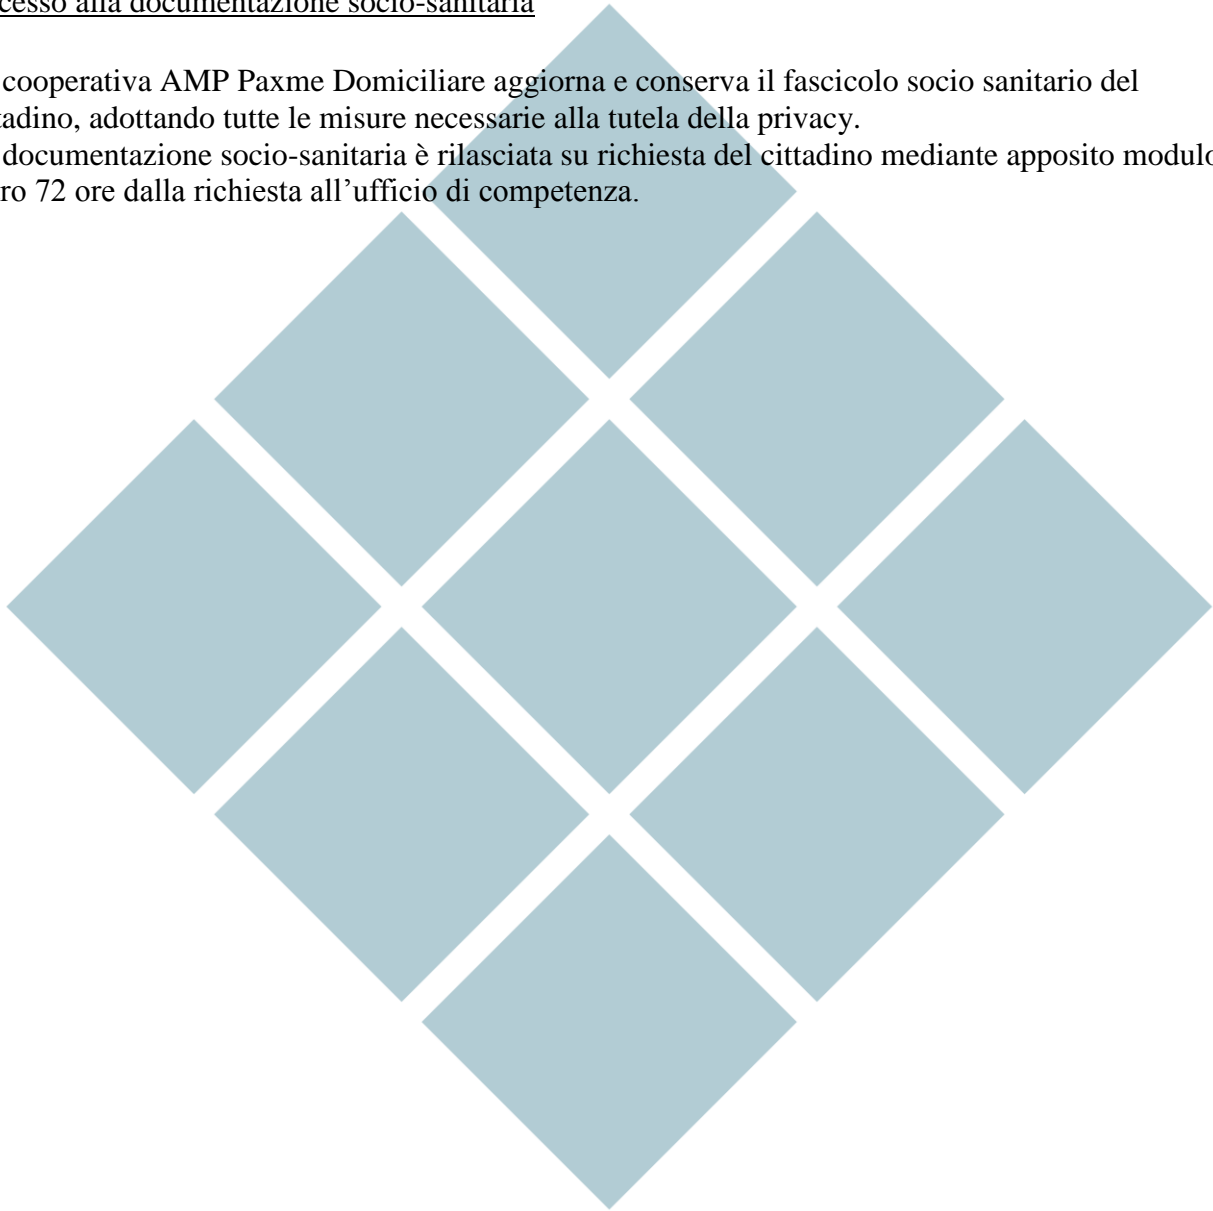 cesso alla documentazione socio-sanitaria
cooperativa AMP Paxme Domiciliare aggiorna e conserva il fascicolo socio sanitario del
tadino, adottando tutte le misure necessarie alla tutela della privacy.
documentazione socio-sanitaria è rilasciata su richiesta del cittadino mediante apposito modulo
ro 72 ore dalla richiesta all’ufficio di competenza.